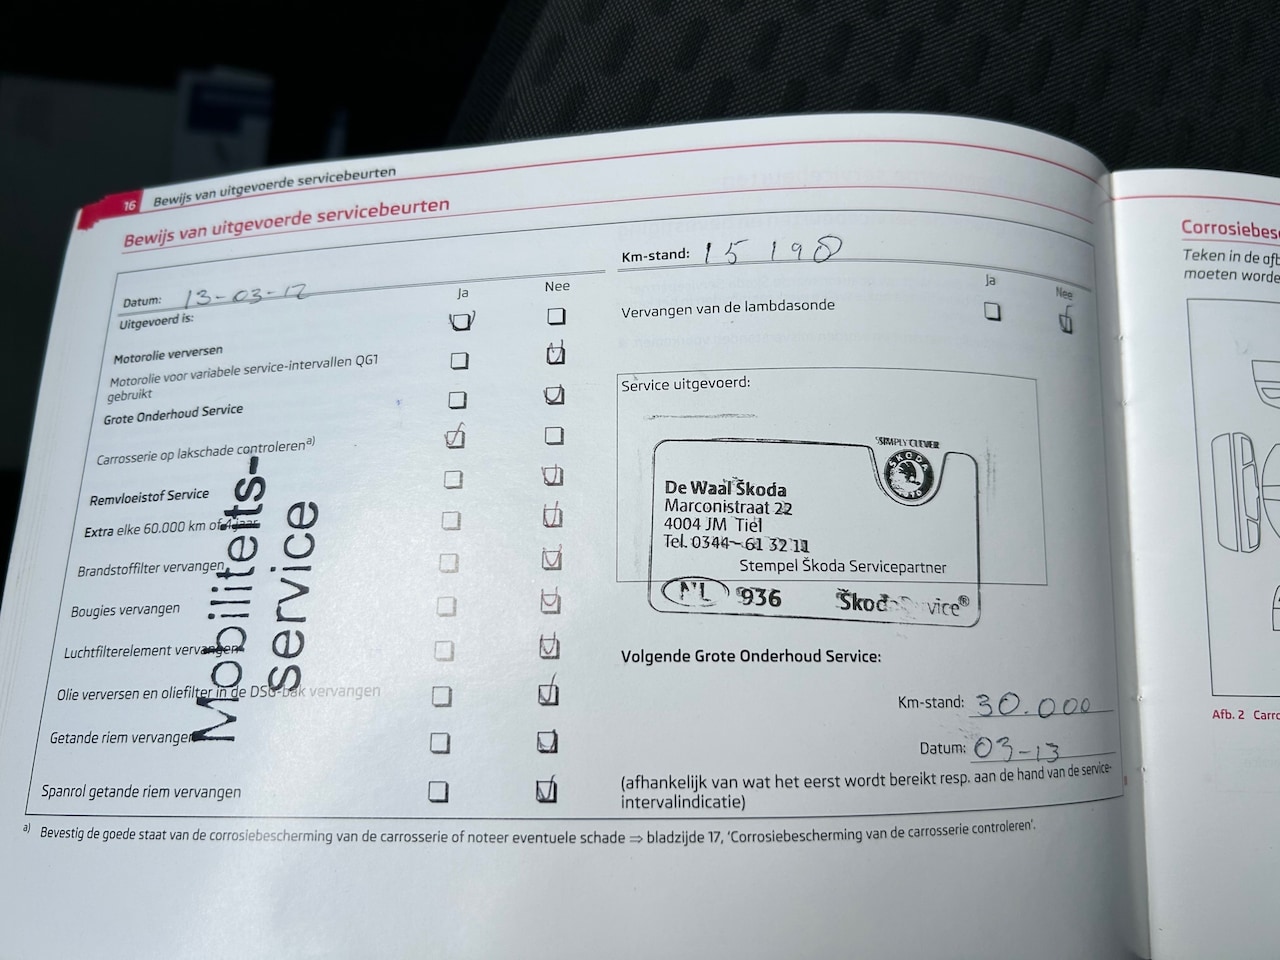 16 Bewijs van uitgevoerde servicebeurten
Bewijs van uitgevoerde servicebeurten
Datum: 13-03-12
Uitgevoerd is:
Ja Nee
Motorolie verversen
Motorolie voor variabele service-intervallen QG1
gebruikt
Grote Onderhoud Service
Carrosserie op lakschade controleren a)
Remvloeistof Service
Extra elke 60.000 km of 4 jaar
Brandstoffilter vervangen
Bougies vervangen
Luchtfilterelement vervangen
Olie verversen en oliefilter in de DSG-bak vervangen
Getande riem vervangen
Spanrol getande riem vervangen
Mobiliteits-
service
Km-stand: 15 198
Ja Nee
Vervangen van de lambdasonde
Service uitgevoerd:
SIMPLY CLEVER
ŠKODA
AUTO
De Waal Škoda
Marconistraat 22
4004 JM Tiel
Tel. 0344-61 32 11
Stempel Škoda Servicepartner
NL 936 Škoda Service®
Volgende Grote Onderhoud Service:
Km-stand: 30.000
Datum: 03-13
(afhankelijk van wat het eerst wordt bereikt resp. aan de hand van de service-
intervalindicatie)
a) Bevestig de goede staat van de corrosiebescherming van de carrosserie of noteer eventuele schade ⇒ bladzijde 17, 'Corrosiebescherming van de carrosserie controleren'.
Corrosiebes
Teken in de afb
moeten worde
Afb. 2 Carro